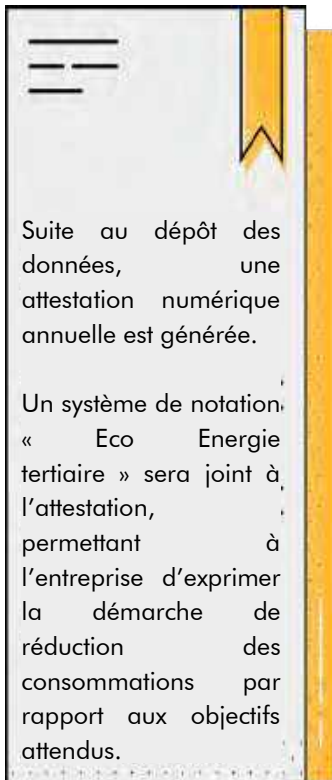 Suite au dépôt des
données, une
attestation numérique
annuelle est générée.
Un système de notation
« Eco Energie
tertiaire » sera joint à
l'attestation,
permettant à
l'entreprise d'exprimer
la démarche de
réduction des
consommations par
rapport aux objectifs
attendus.